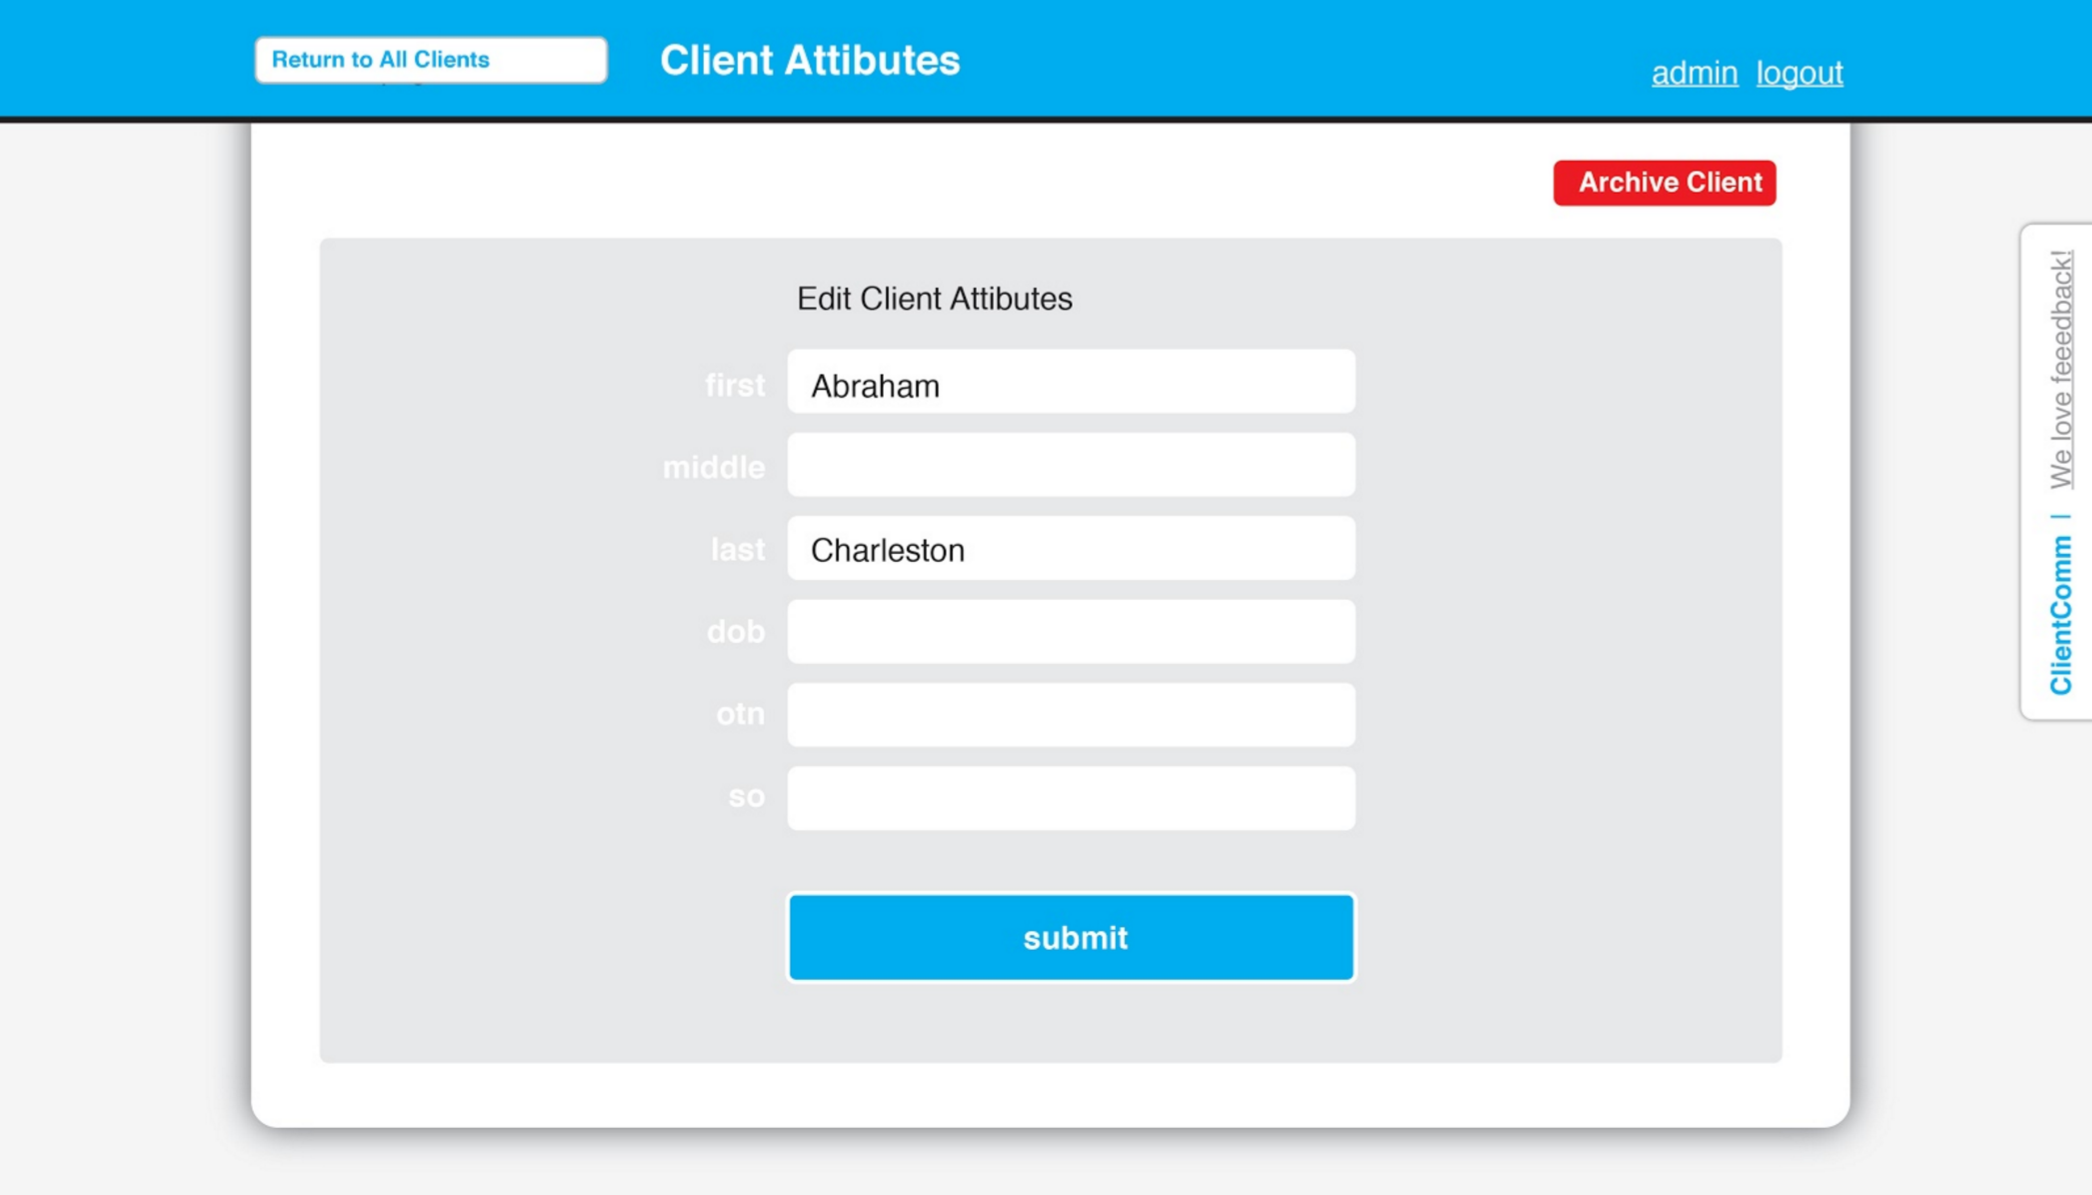 Return to All Clients
Client Attibutes
admin logout
Archive Client
Edit Client Attibutes
first Abraham
middle
last Charleston
dob
otn
so
submit
ClientComm | We love feeedback!